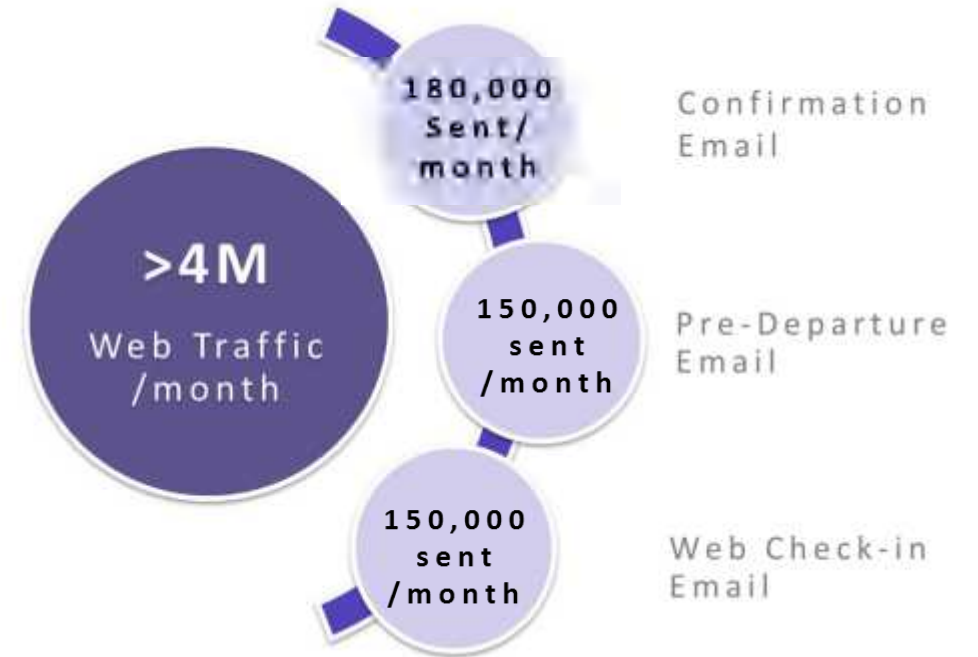 >4M
Web Traffic
/month
180,000
Sent/
month
Confirmation
Email
150,000
sent
/month
Pre-Departure
Email
150,000
sent
/month
Web Check-in
Email